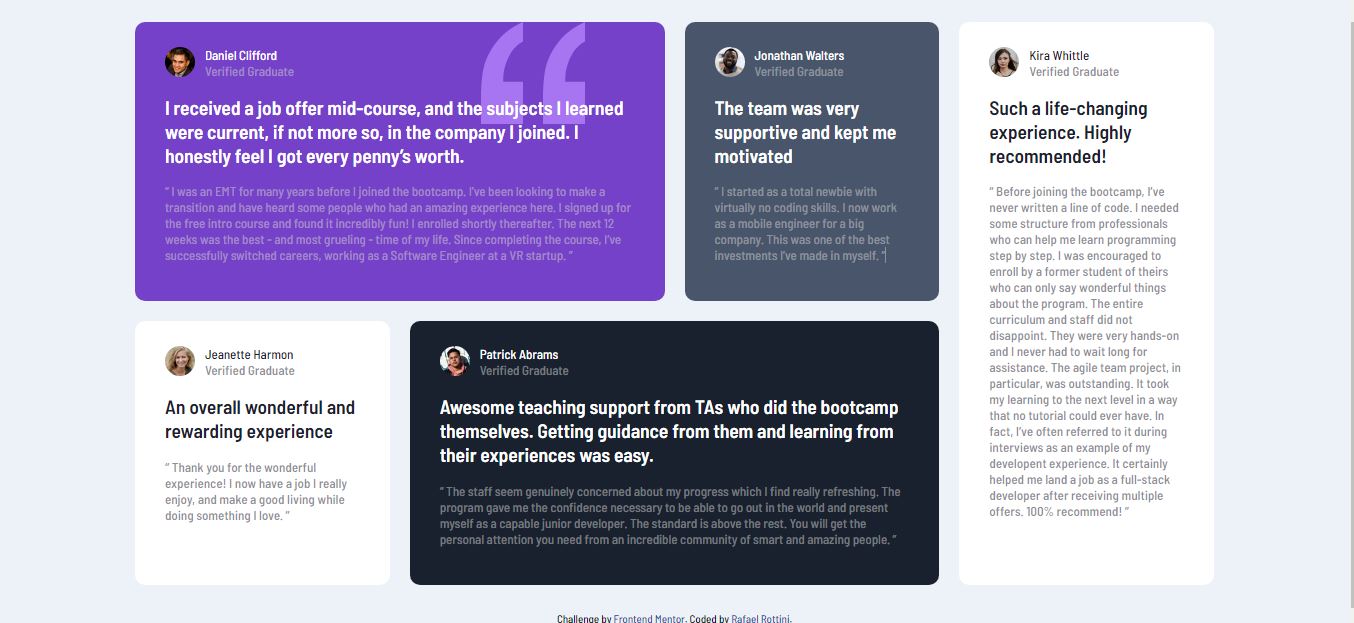 Daniel Clifford
Verified Graduate
I received a job offer mid-course, and the subjects I learned
were current, if not more so, in the company I joined. I
honestly feel I got every penny’s worth.
“ I was an EMT for many years before I joined the bootcamp. I’ve been looking to make a
transition and have heard some people who had an amazing experience here. I signed up for
the free intro course and found it incredibly fun! I enrolled shortly thereafter. The next 12
weeks was the best - and most grueling - time of my life. Since completing the course, I’ve
successfully switched careers, working as a Software Engineer at a VR startup. ”
Jonathan Walters
Verified Graduate
The team was very
supportive and kept me
motivated
“ I started as a total newbie with
virtually no coding skills. I now work
as a mobile engineer for a big
company. This was one of the best
investments I’ve made in myself. ”
Kira Whittle
Verified Graduate
Such a life-changing
experience. Highly
recommended!
“ Before joining the bootcamp, I’ve
never written a line of code. I needed
some structure from professionals
who can help me learn programming
step by step. I was encouraged to
enroll by a former student of theirs
who can only say wonderful things
about the program. The entire
curriculum and staff did not
disappoint. They were very hands-on
and I never had to wait long for
assistance. The agile team project, in
particular, was outstanding. It took
my learning to the next level in a way
that no tutorial could ever have. In
fact, I’ve often referred to it during
interviews as an example of my
developent experience. It certainly
helped me land a job as a full-stack
developer after receiving multiple
offers. 100% recommend! ”
Jeanette Harmon
Verified Graduate
An overall wonderful and
rewarding experience
“ Thank you for the wonderful
experience! I now have a job I really
enjoy, and make a good living while
doing something I love. ”
Patrick Abrams
Verified Graduate
Awesome teaching support from TAs who did the bootcamp
themselves. Getting guidance from them and learning from
their experiences was easy.
“ The staff seem genuinely concerned about my progress which I find really refreshing. The
program gave me the confidence necessary to be able to go out in the world and present
myself as a capable junior developer. The standard is above the rest. You will get the
personal attention you need from an incredible community of smart and amazing people. ”
Challenge by Frontend Mentor. Coded by Rafael Rottini.